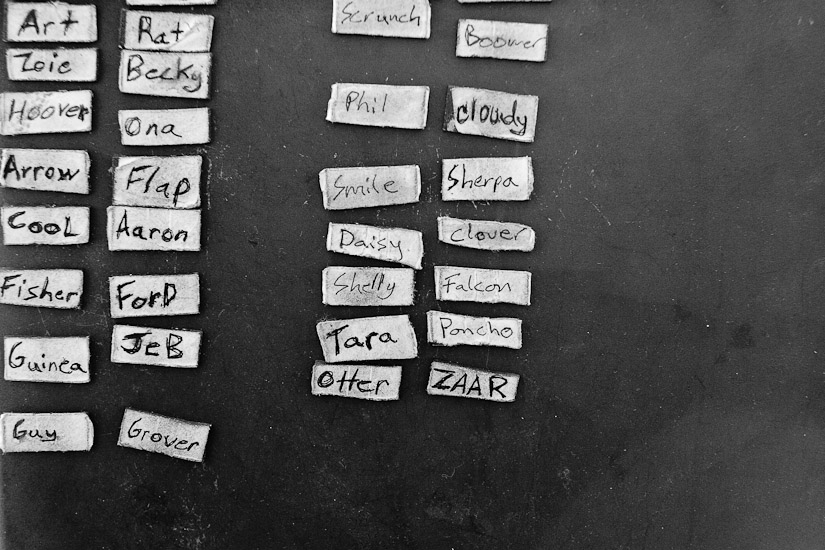 Art
Rat
Zoie
Becky
Hoover
Ona
Arrow
Flap
CooL
Aaron
Fisher
ForD
Guinea
JeB
Guy
Grover
Scrunch
Boomer
Phil
cloudy
Smile
Sherpa
Daisy
clover
Shelly
Falcon
Tara
Poncho
Otter
ZAAR